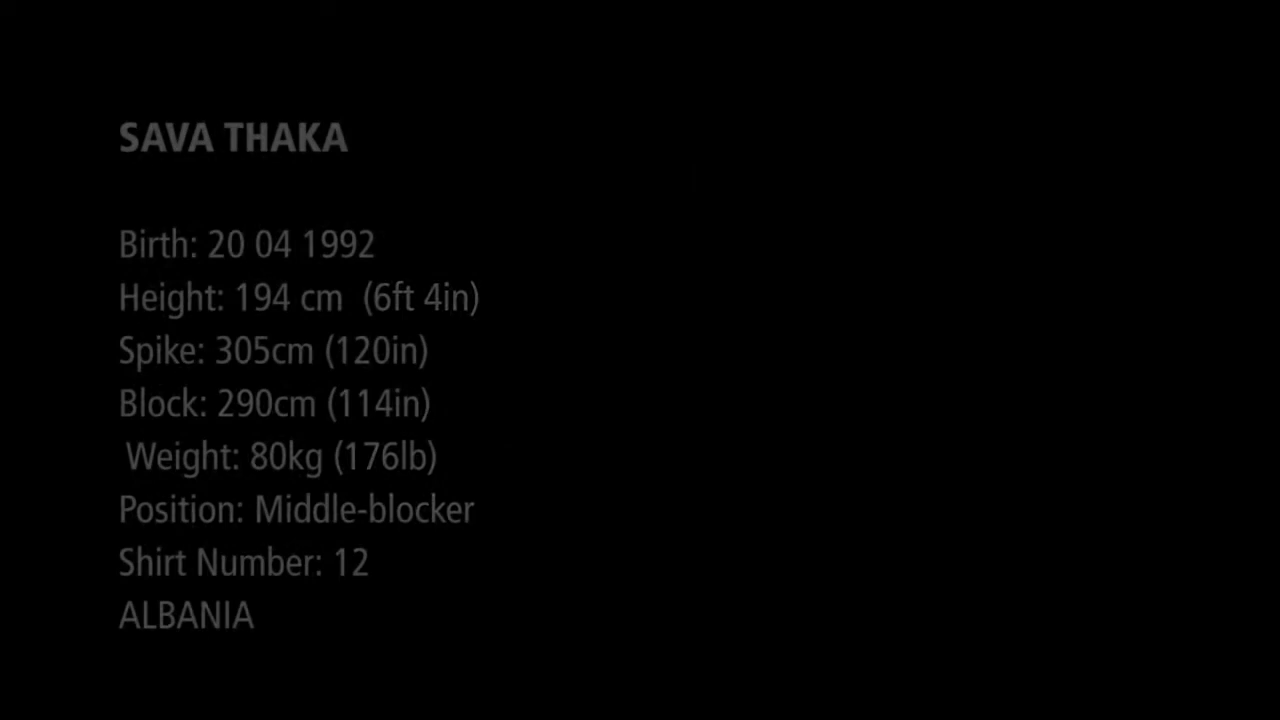 SAVA THAKA
Birth: 20 04 1992
Height: 194 cm  (6ft 4in)
Spike: 305cm (120in)
Block: 290cm (114in)
Weight: 80kg (176lb)
Position: Middle-blocker
Shirt Number: 12
ALBANIA